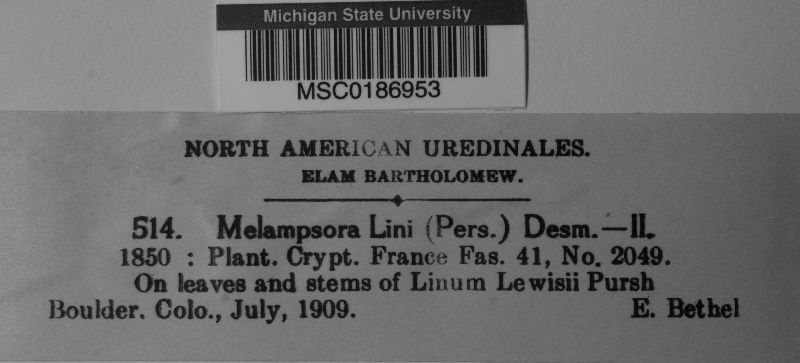 Michigan State University
MSC0186953
NORTH AMERICAN UREDINALES.
ELAM BARTHOLOMEW.
514. Melampsora Lini (Pers.) Desm.—II.
1850 : Plant. Crypt. France Fas. 41, No. 2049.
On leaves and stems of Linum Lewisii Pursh
Boulder. Colo., July, 1909. E. Bethel